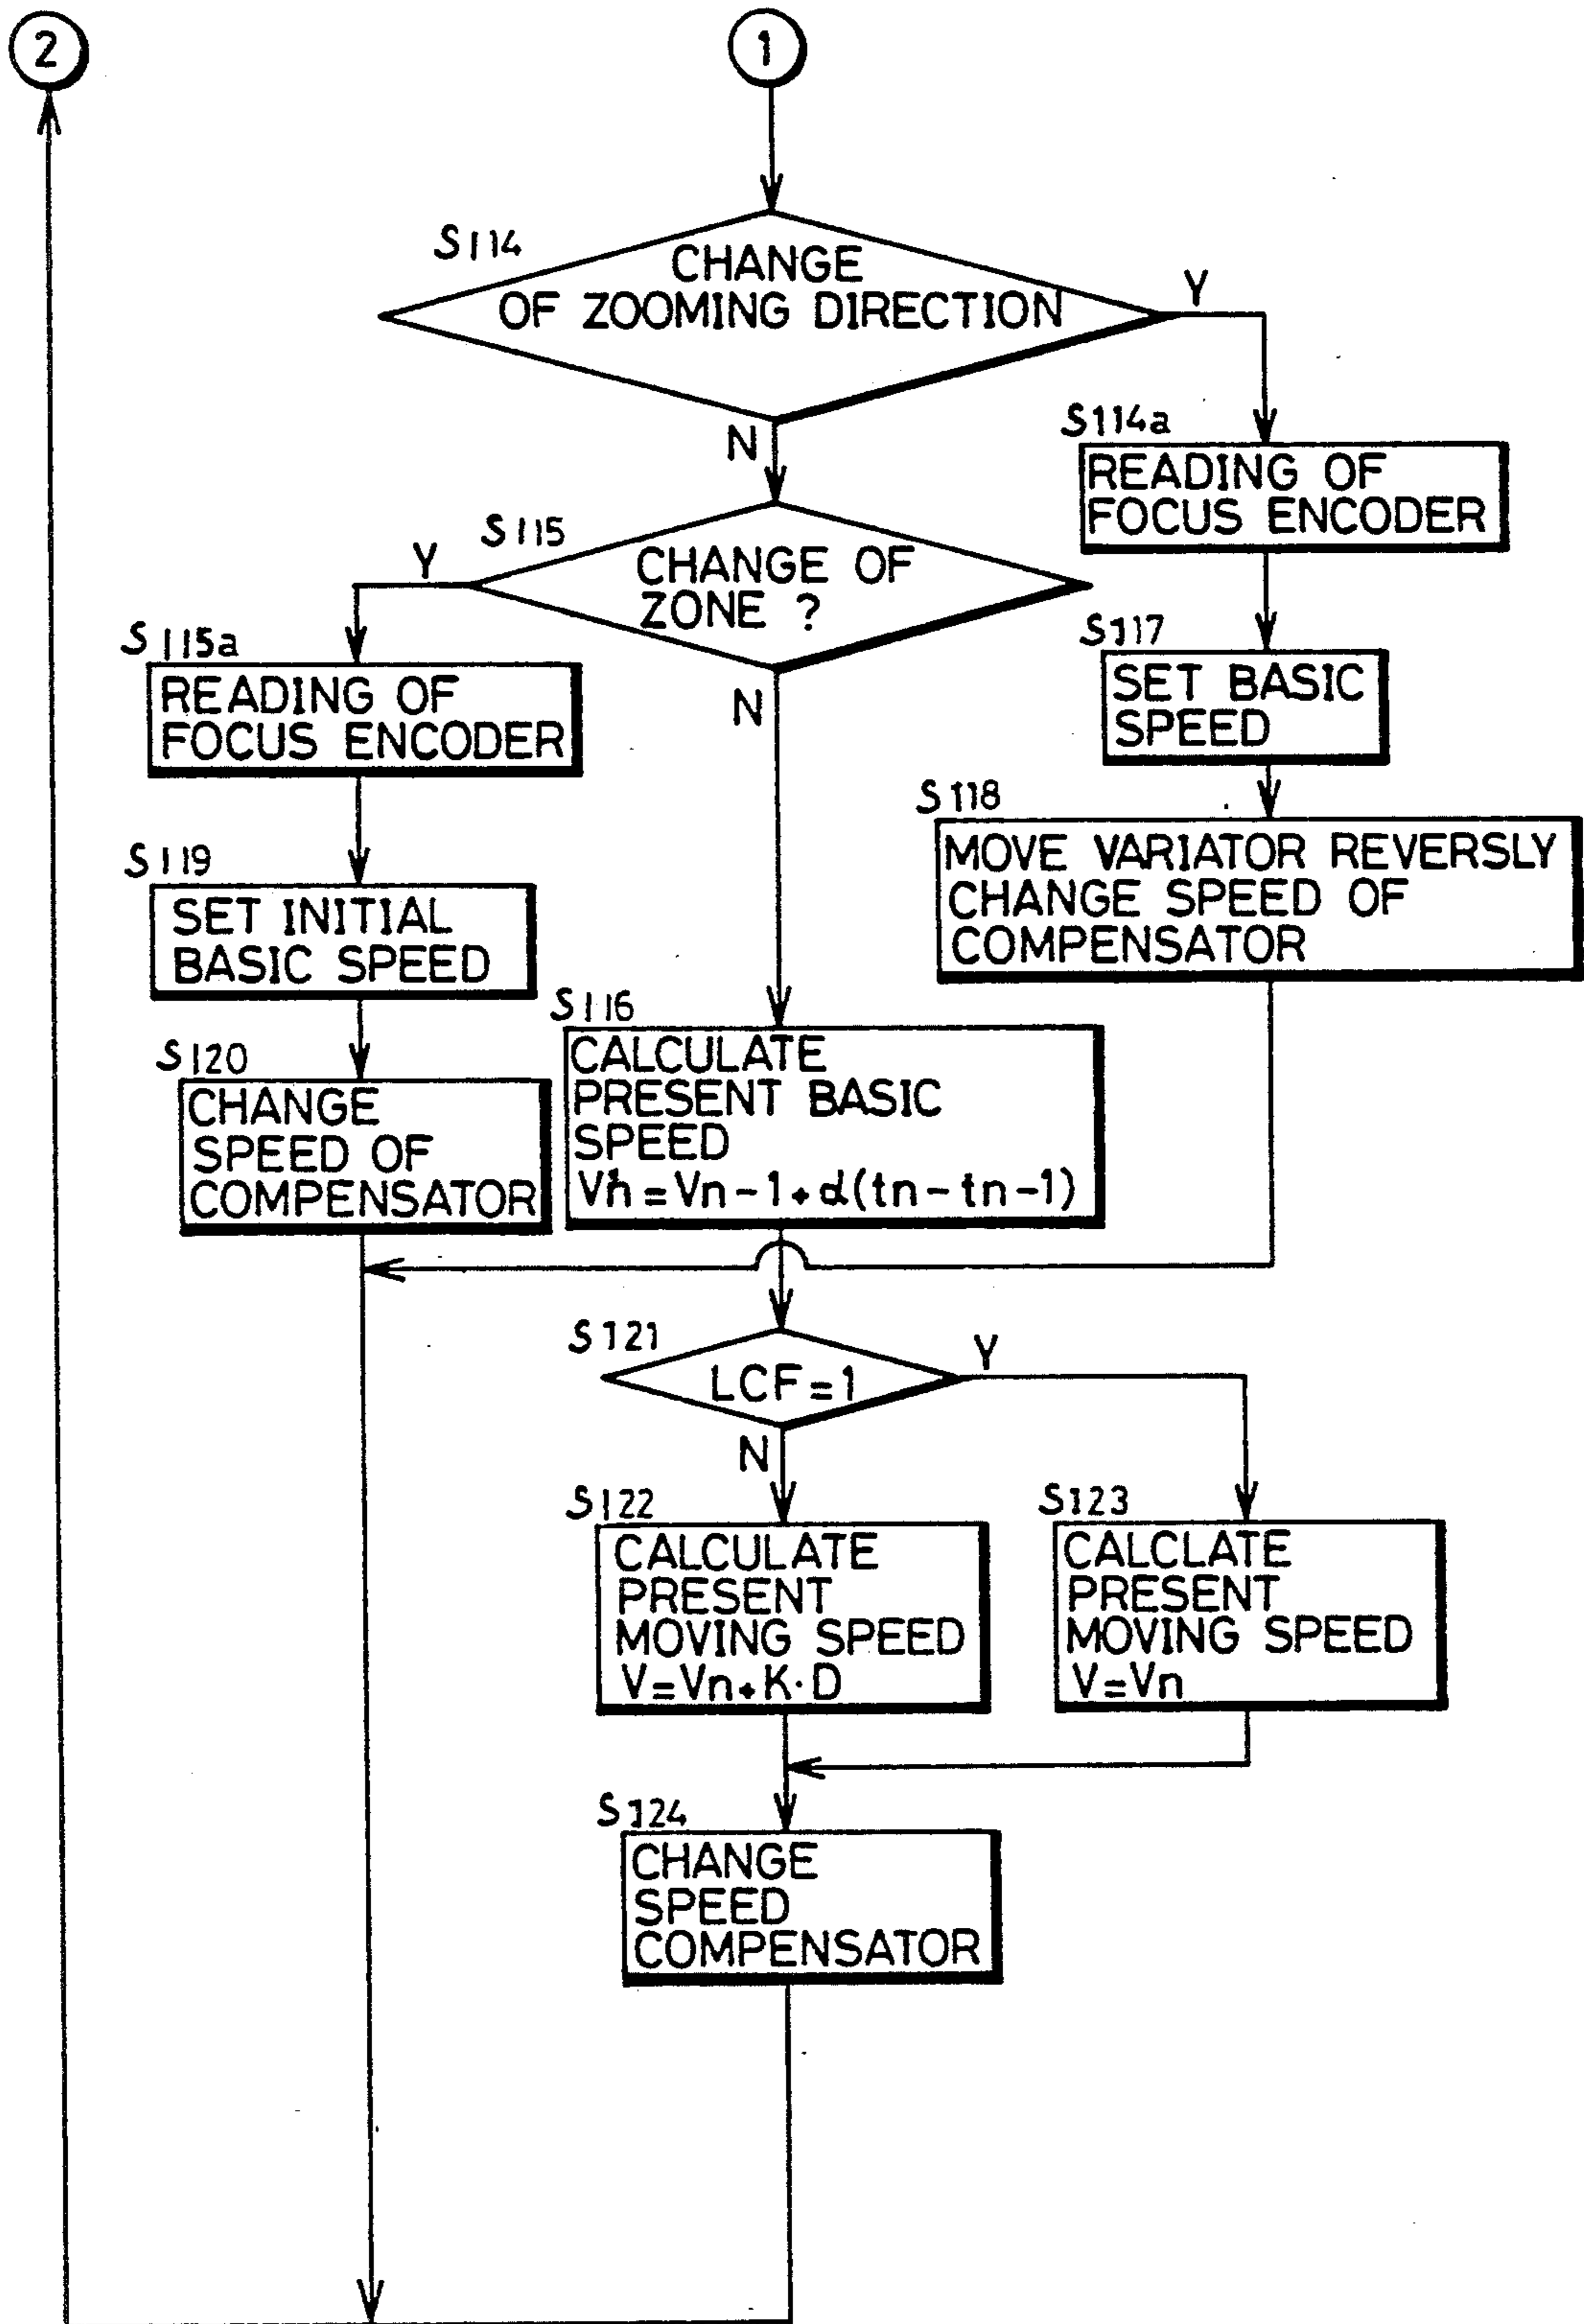 2
1
S114
CHANGE
OF ZOOMING DIRECTION
Y
N
S114a
READING OF
FOCUS ENCODER
S115
CHANGE OF
ZONE ?
Y
N
S115a
READING OF
FOCUS ENCODER
S117
SET BASIC
SPEED
S118
MOVE VARIATOR REVERSLY
CHANGE SPEED OF
COMPENSATOR
S119
SET INITIAL
BASIC SPEED
S120
CHANGE
SPEED OF
COMPENSATOR
S116
CALCULATE
PRESENT BASIC
SPEED
Vn = Vn-1+α(tn-tn-1)
S121
LCF=1
Y
N
S122
CALCULATE
PRESENT
MOVING SPEED
V=Vn+K·D
S123
CALCLATE
PRESENT
MOVING SPEED
V=Vn
S124
CHANGE
SPEED
COMPENSATOR